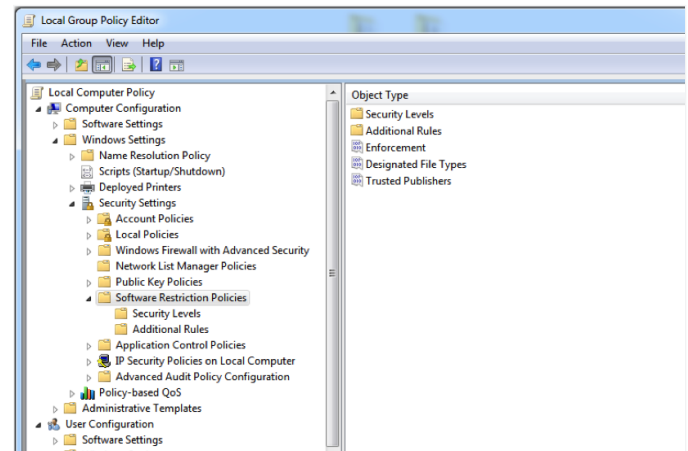 Local Group Policy Editor
File Action View Help
Local Computer Policy
Computer Configuration
Software Settings
Windows Settings
Name Resolution Policy
Scripts (Startup/Shutdown)
Deployed Printers
Security Settings
Account Policies
Local Policies
Windows Firewall with Advanced Security
Network List Manager Policies
Public Key Policies
Software Restriction Policies
Security Levels
Additional Rules
Application Control Policies
IP Security Policies on Local Computer
Advanced Audit Policy Configuration
Policy-based QoS
Administrative Templates
User Configuration
Software Settings
Object Type
Security Levels
Additional Rules
Enforcement
Designated File Types
Trusted Publishers